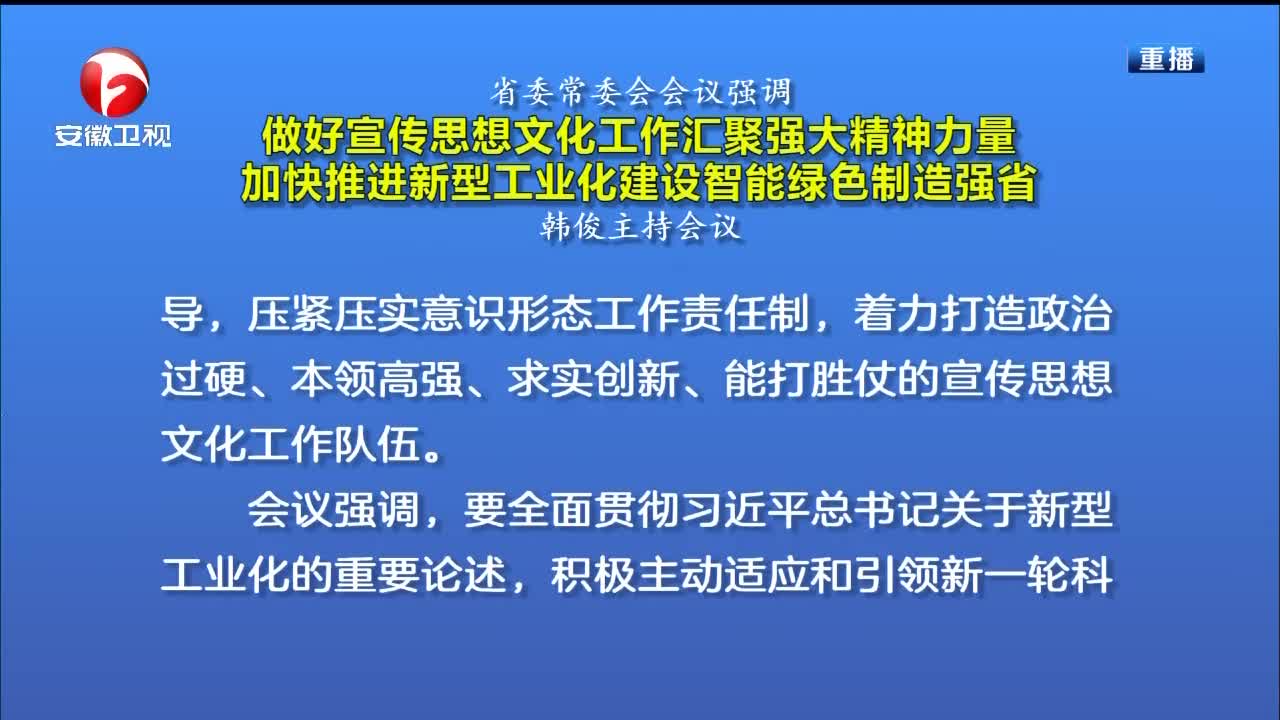 重播
安徽卫视
省委常委会会议强调
做好宣传思想文化工作汇聚强大精神力量
加快推进新型工业化建设智能绿色制造强省
韩俊主持会议
导，压紧压实意识形态工作责任制，着力打造政治
过硬、本领高强、求实创新、能打胜仗的宣传思想
文化工作队伍。
会议强调，要全面贯彻习近平总书记关于新型
工业化的重要论述，积极主动适应和引领新一轮科